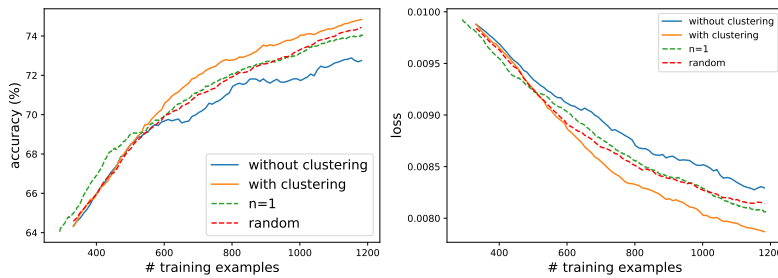 74
72
70
68
66
64
accuracy (%)
400 600 800 1000 1200
# training examples
without clustering
with clustering
n=1
random
0.0100
0.0095
0.0090
0.0085
0.0080
loss
400 600 800 1000 1200
# training examples
without clustering
with clustering
n=1
random